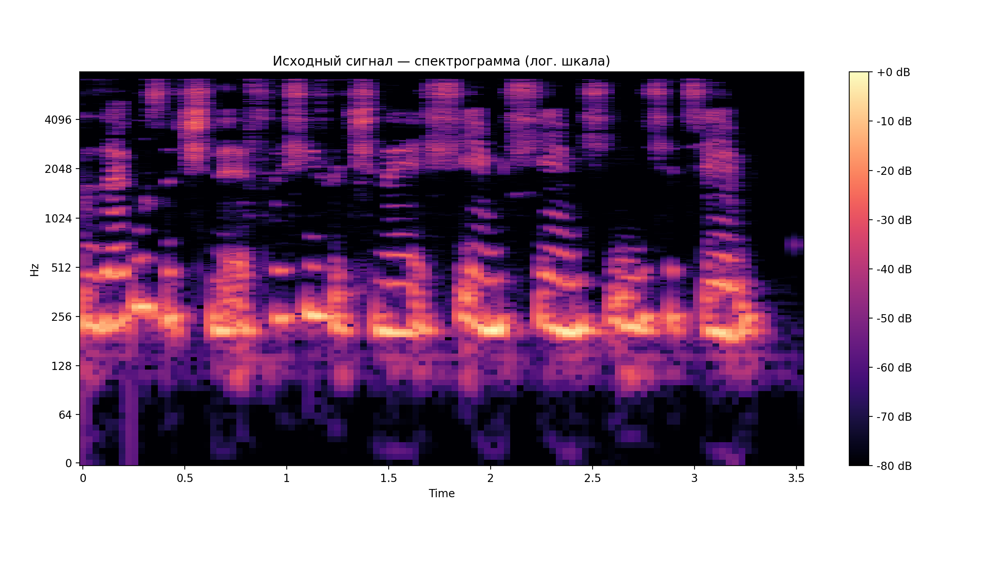 Исходный сигнал — спектрограмма (лог. шкала)
Hz
4096
2048
1024
512
256
128
64
0
0 0.5 1 1.5 2 2.5 3 3.5
Time
+0 dB
-10 dB
-20 dB
-30 dB
-40 dB
-50 dB
-60 dB
-70 dB
-80 dB